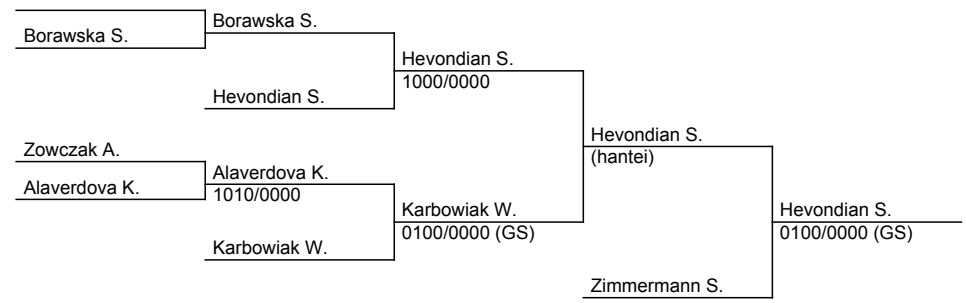 Borawska S.
Borawska S.
Hevondian S.
Hevondian S.
1000/0000
Zowczak A.
Alaverdova K.
Alaverdova K.
1010/0000
Karbowiak W.
Karbowiak W.
0100/0000 (GS)
Hevondian S.
(hantei)
Zimmermann S.
Hevondian S.
0100/0000 (GS)